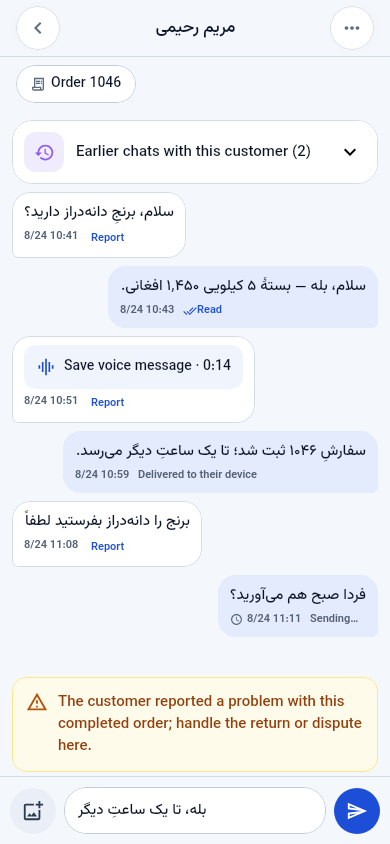 مریم رحیمی
Order 1046
Earlier chats with this customer (2)
سلام، برنجِ دانه‌دراز دارید؟
8/24 10:41 Report
سلام، بله — بستهٔ ۵ کیلویی ۱,۴۵۰ افغانی.
8/24 10:43 Read
Save voice message · 0:14
8/24 10:51 Report
سفارشِ ۱۰۴۶ ثبت شد؛ تا یک ساعتِ دیگر می‌رسد.
8/24 10:59 Delivered to their device
برنج را دانه‌دراز بفرستید لطفاً
8/24 11:08 Report
فردا صبح هم می‌آورید؟
8/24 11:11 Sending…
The customer reported a problem with this
completed order; handle the return or dispute
here.
بله، تا یک ساعتِ دیگر